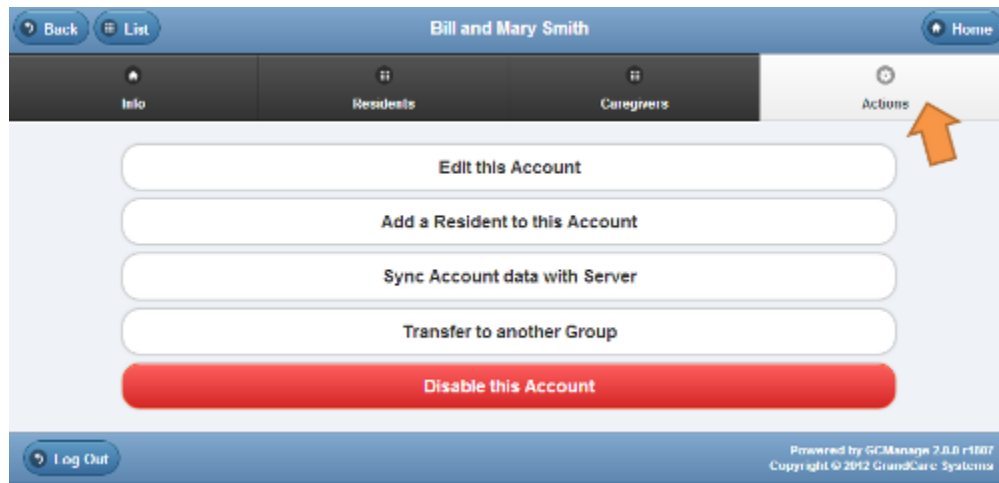 Back
List
Bill and Mary Smith
Home
Info
Residents
Caregivers
Actions
Edit this Account
Add a Resident to this Account
Sync Account data with Server
Transfer to another Group
Disable this Account
Log Out
Powered by GCManage 2.0.0 r1607
Copyright © 2012 GrandCare Systems